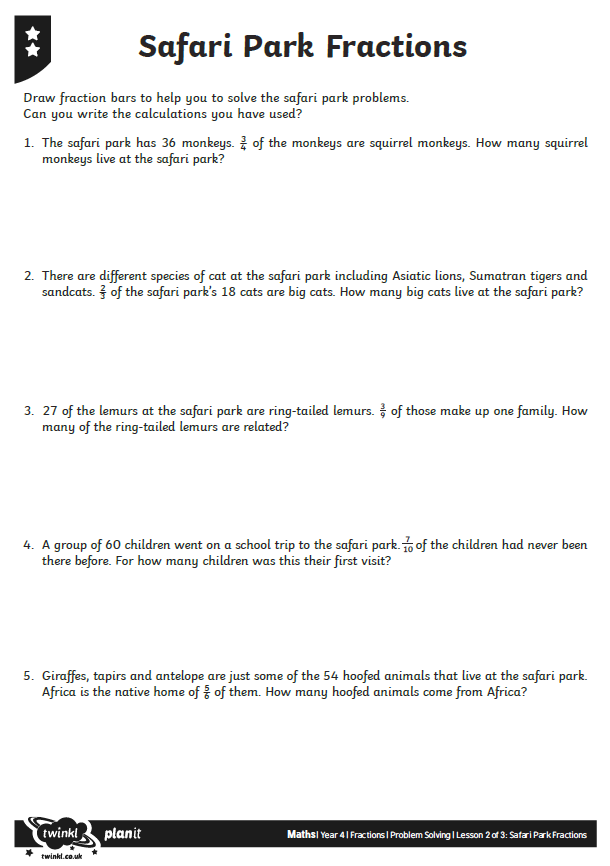 Safari Park Fractions
Draw fraction bars to help you to solve the safari park problems.
Can you write the calculations you have used?
1. The safari park has 36 monkeys. 3/4 of the monkeys are squirrel monkeys. How many squirrel
monkeys live at the safari park?
2. There are different species of cat at the safari park including Asiatic lions, Sumatran tigers and
sandcats. 2/3 of the safari park's 18 cats are big cats. How many big cats live at the safari park?
3. 27 of the lemurs at the safari park are ring-tailed lemurs. 3/9 of those make up one family. How
many of the ring-tailed lemurs are related?
4. A group of 60 children went on a school trip to the safari park. 7/10 of the children had never been
there before. For how many children was this their first visit?
5. Giraffes, tapirs and antelope are just some of the 54 hoofed animals that live at the safari park.
Africa is the native home of 5/6 of them. How many hoofed animals come from Africa?
twinkl planit
twinkl.co.uk
Maths | Year 4 | Fractions | Problem Solving | Lesson 2 of 3: Safari Park Fractions